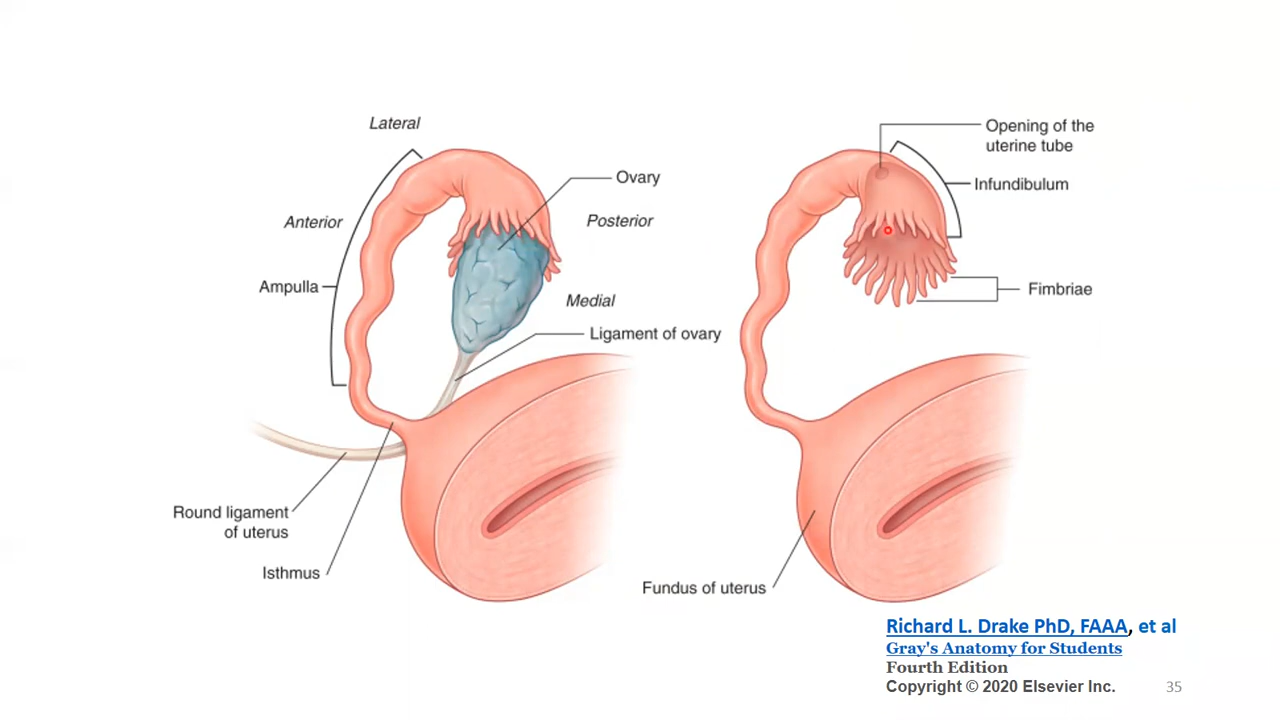 Lateral
Ovary
Anterior
Posterior
Ampulla
Medial
Ligament of ovary
Round ligament
of uterus
Isthmus
Opening of the
uterine tube
Infundibulum
Fimbriae
Fundus of uterus
Richard L. Drake PhD, FAAA, et al
Gray's Anatomy for Students
Fourth Edition
Copyright © 2020 Elsevier Inc.
35